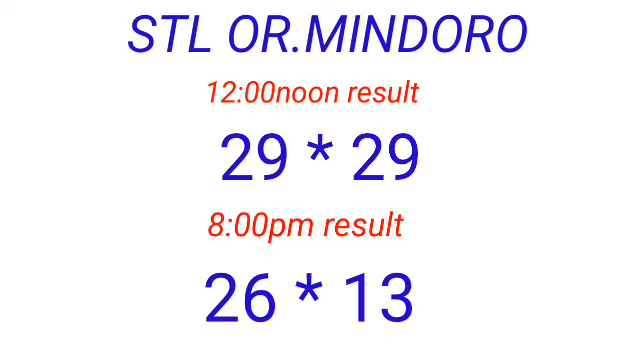 STL OR.MINDORO
12:00noon result
29 * 29
8:00pm result
26 * 13